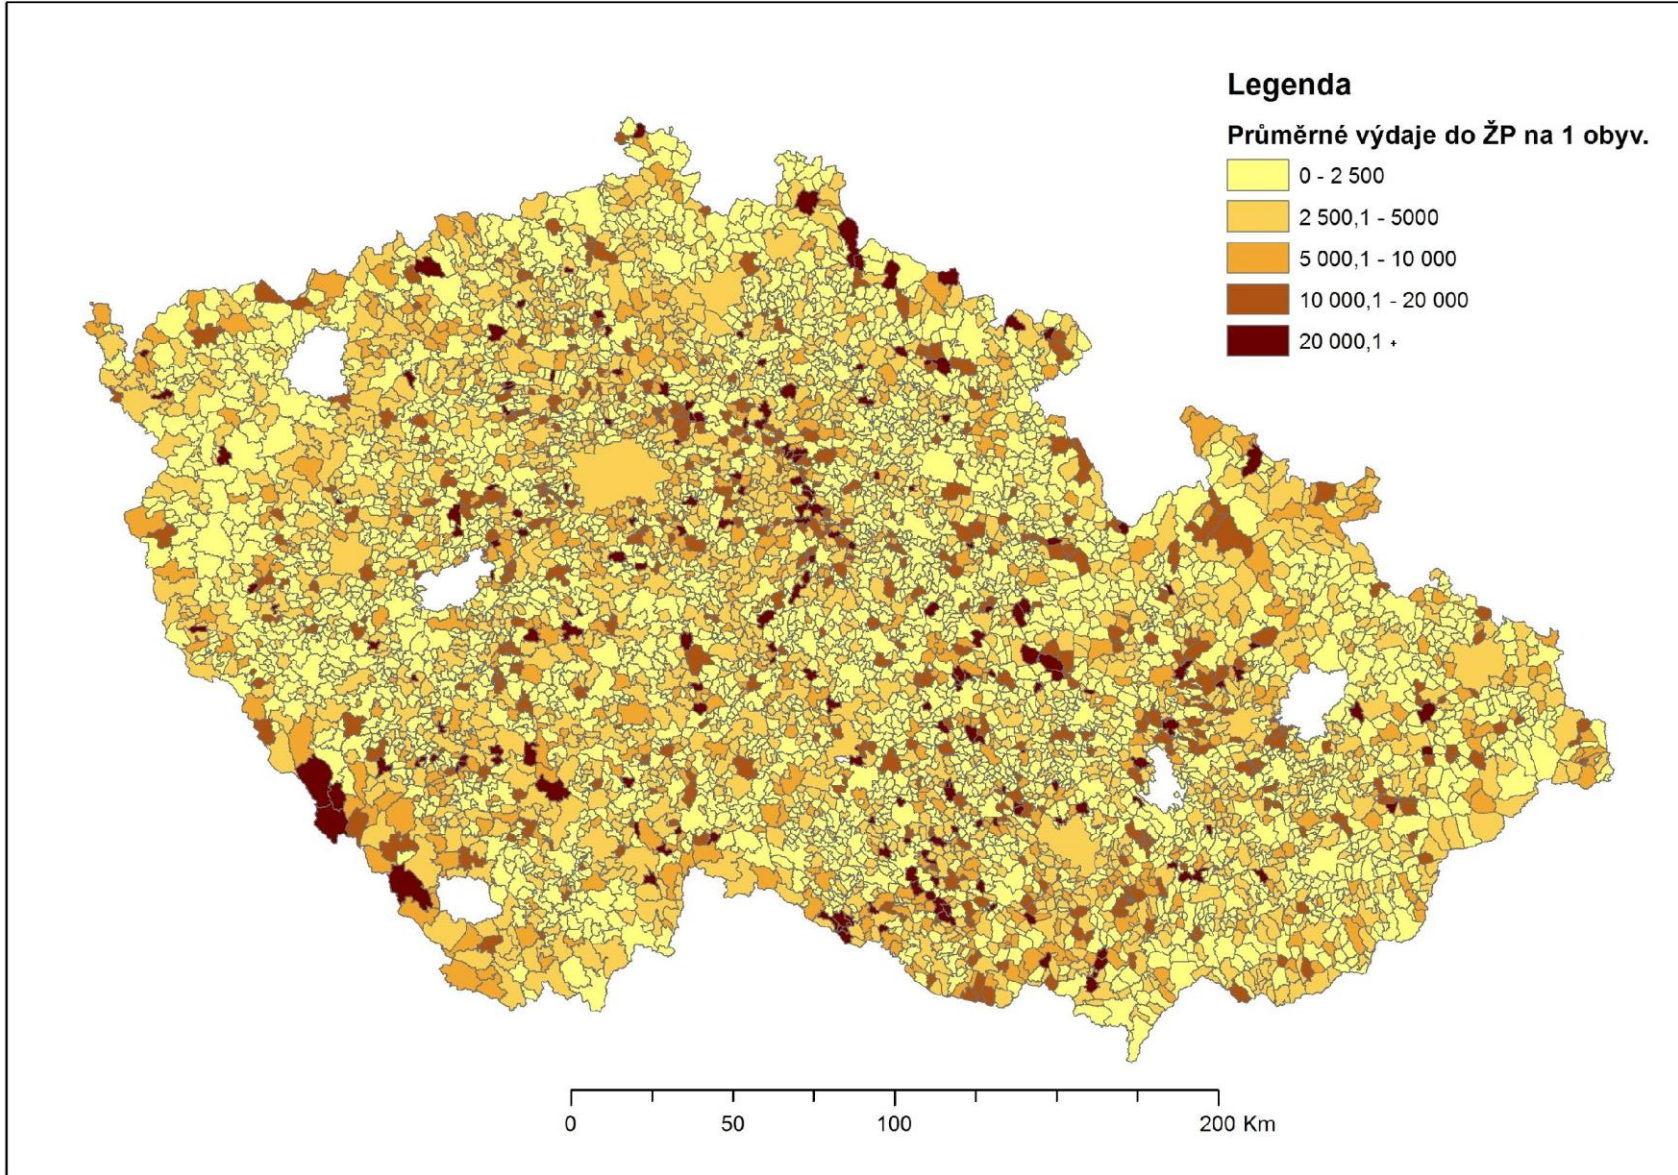 Legenda
Průměrné výdaje do ŽP na 1 obyv.
0 - 2 500
2 500,1 - 5000
5 000,1 - 10 000
10 000,1 - 20 000
20 000,1 +
0 50 100 200 Km